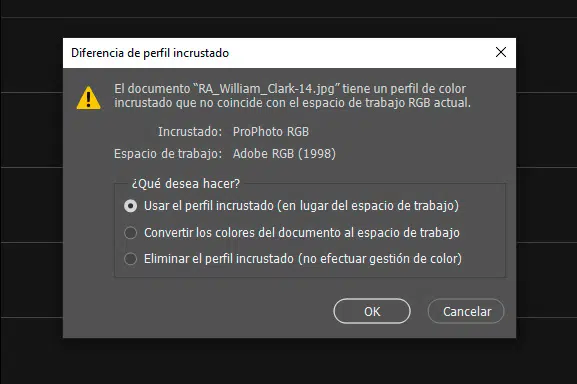 Diferencia de perfil incrustado
El documento “RA_William_Clark-14.jpg” tiene un perfil de color
incrustado que no coincide con el espacio de trabajo RGB actual.
Incrustado: ProPhoto RGB
Espacio de trabajo: Adobe RGB (1998)
¿Qué desea hacer?
Usar el perfil incrustado (en lugar del espacio de trabajo)
Convertir los colores del documento al espacio de trabajo
Eliminar el perfil incrustado (no efectuar gestión de color)
OK Cancelar